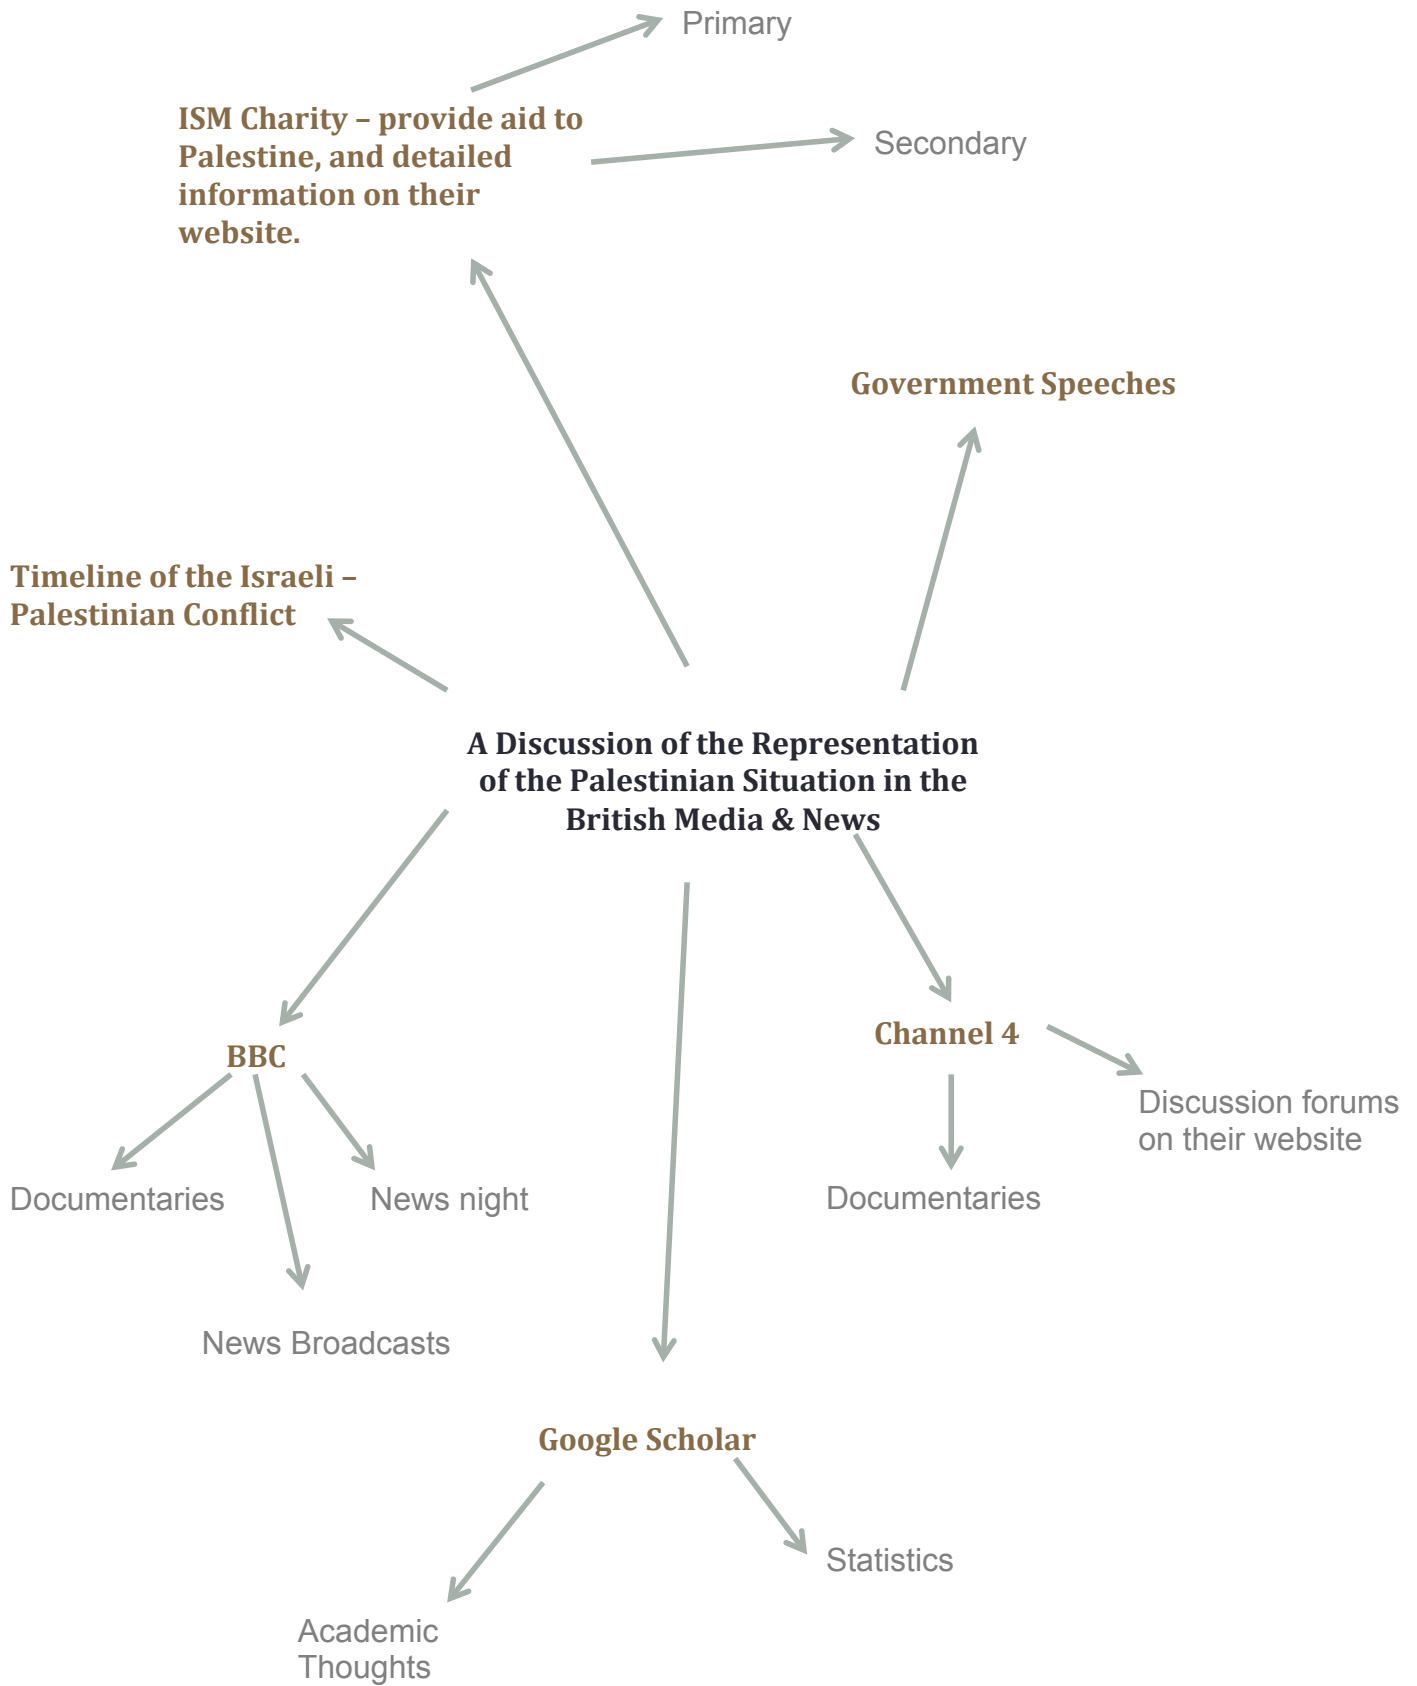 Primary
ISM Charity – provide aid to
Palestine, and detailed
information on their
website.
Secondary
Government Speeches
Timeline of the Israeli –
Palestinian Conflict
A Discussion of the Representation
of the Palestinian Situation in the
British Media & News
BBC
Documentaries
News night
News Broadcasts
Channel 4
Discussion forums
on their website
Documentaries
Google Scholar
Statistics
Academic
Thoughts